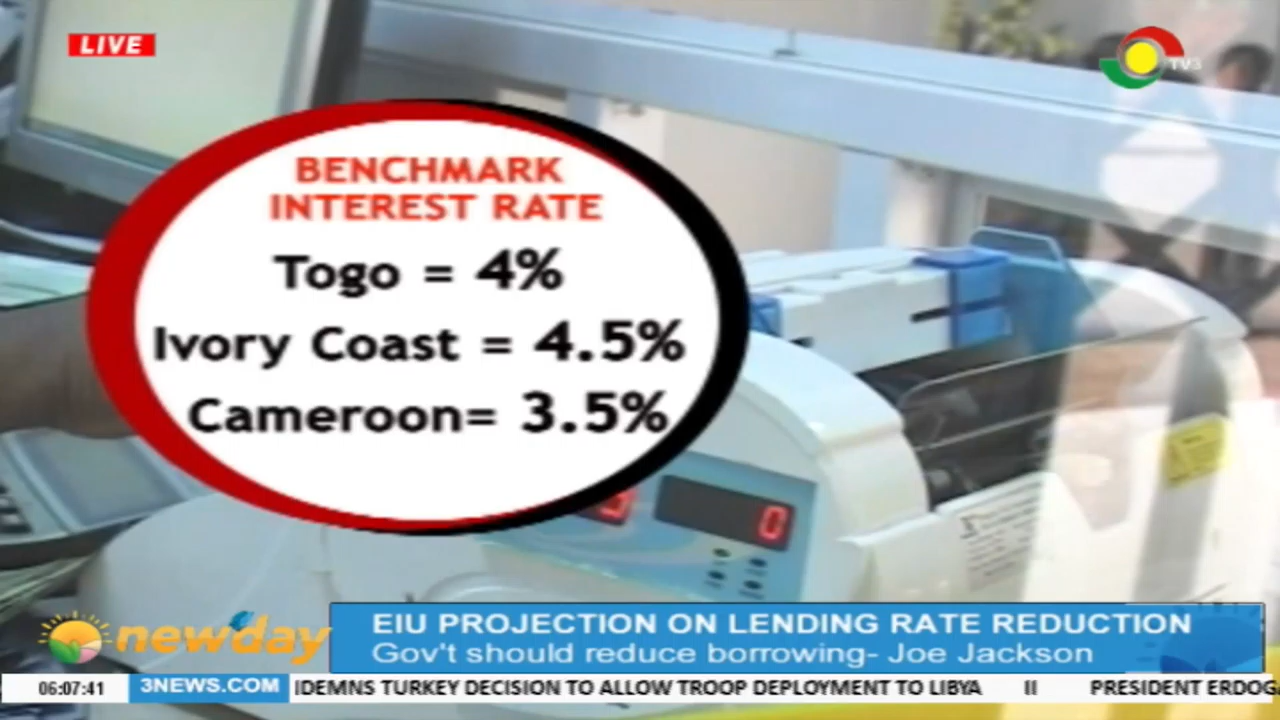 LIVE
TV3
BENCHMARK
INTEREST RATE
Togo = 4%
Ivory Coast = 4.5%
Cameroon= 3.5%
0
EIU PROJECTION ON LENDING RATE REDUCTION
Gov't should reduce borrowing- Joe Jackson
newday
06:07:41 3NEWS.COM IDEMNS TURKEY DECISION TO ALLOW TROOP DEPLOYMENT TO LIBYA II PRESIDENT ERDOG